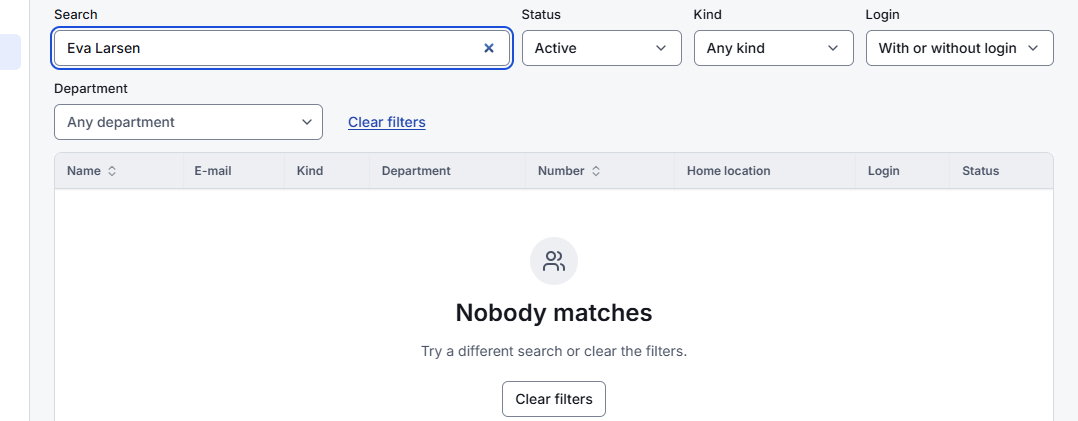 Search Status Kind Login
Eva Larsen Active Any kind With or without login
Department
Any department Clear filters
Name E-mail Kind Department Number Home location Login Status
Nobody matches
Try a different search or clear the filters.
Clear filters